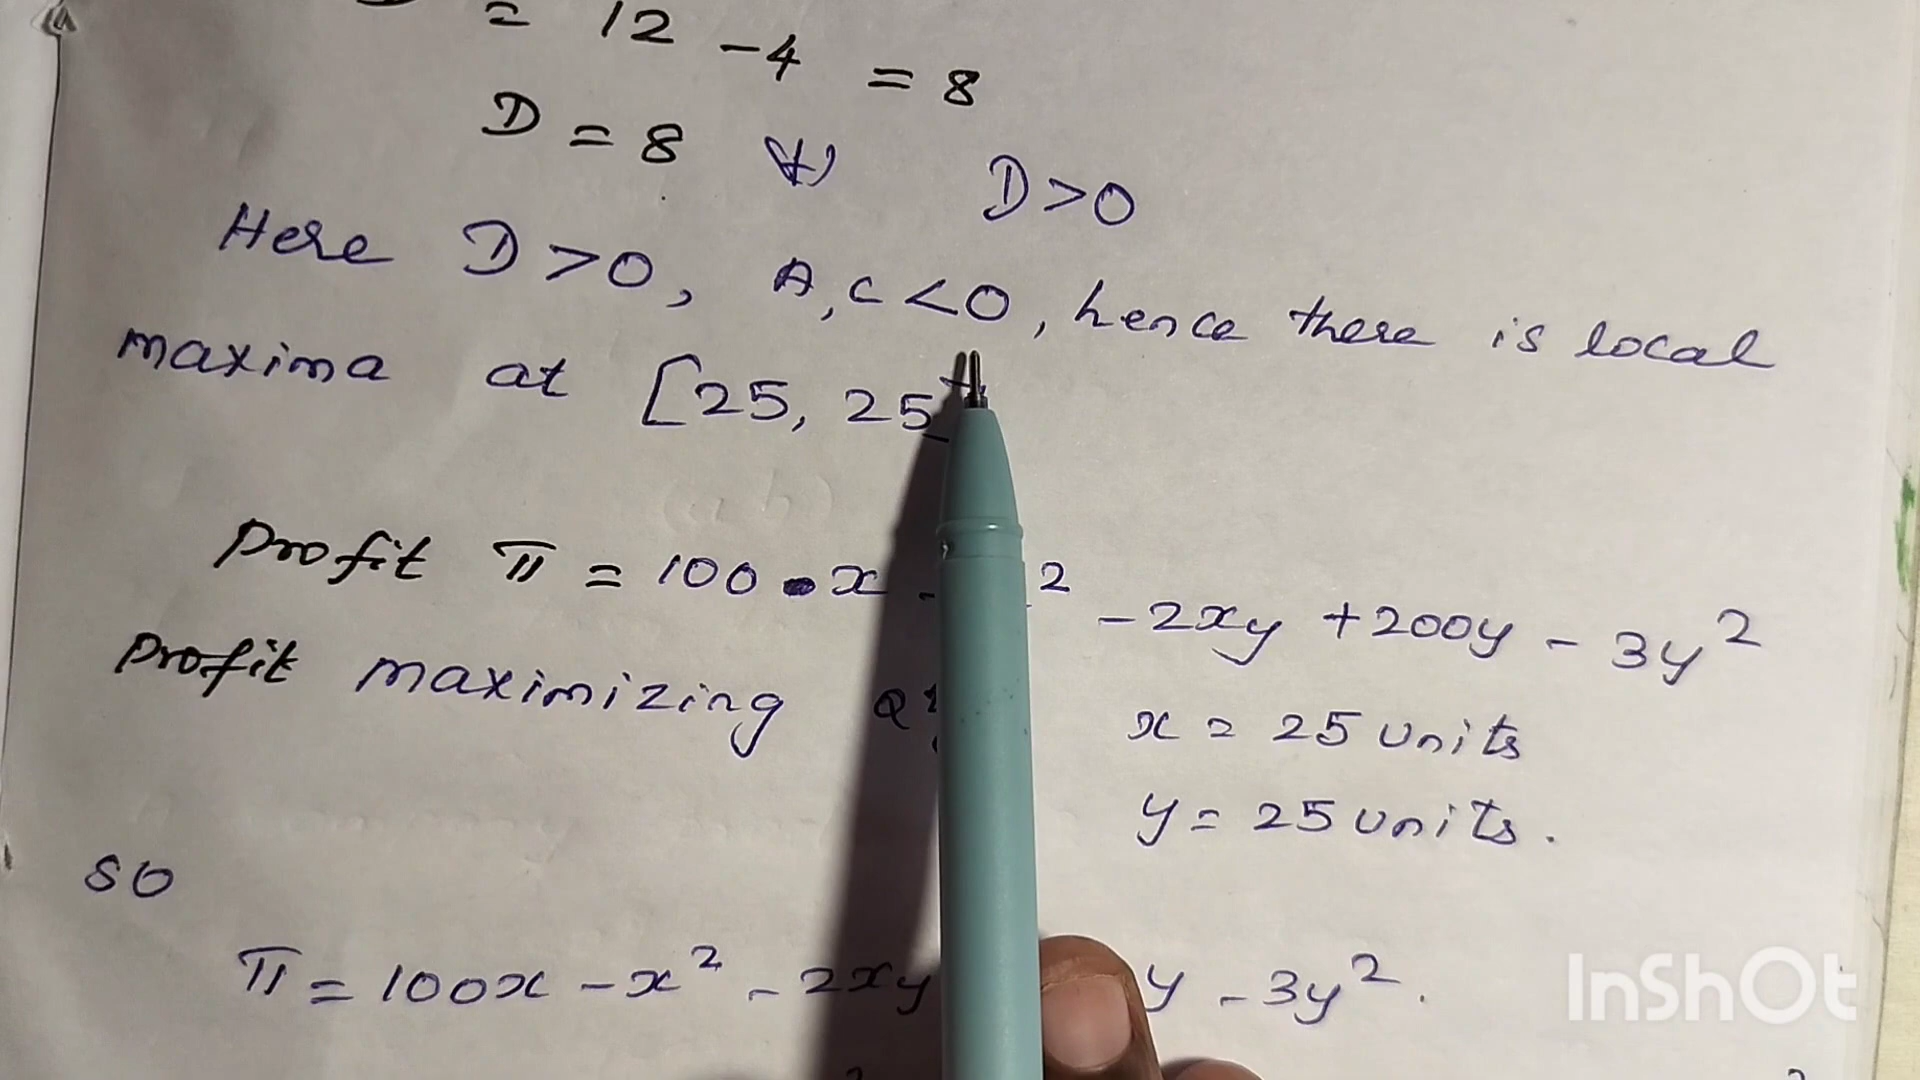 = 12 - 4 = 8
D = 8 D > 0
Here D > 0, A, C < 0, hence there is local
maxima at [25, 25]
Profit π = 100 x - ² - 2xy + 200y - 3y²
Profit maximizing x = 25 units
y = 25 units.
so
π = 100x - x² - 2xy y - 3y².
InShOt